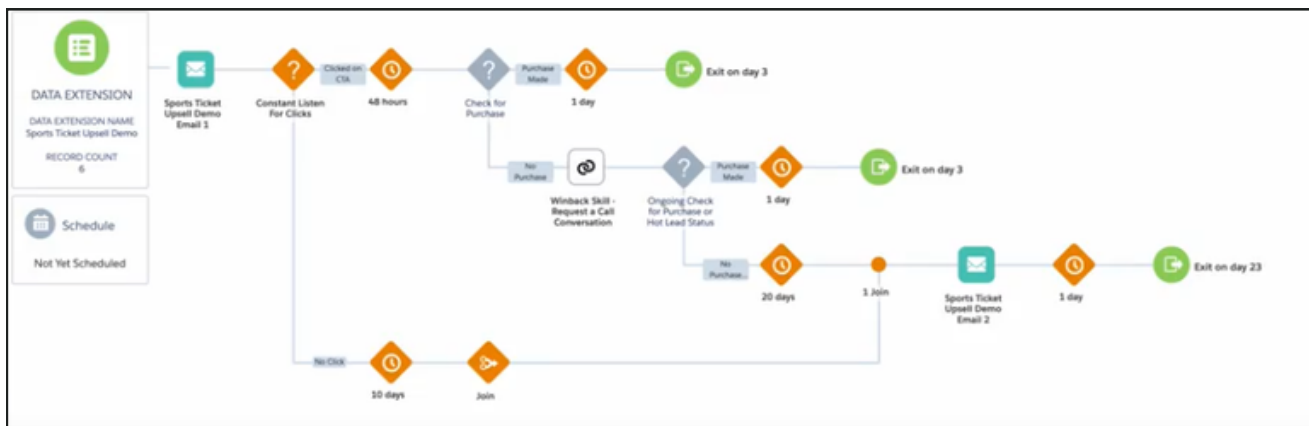 DATA EXTENSION
DATA EXTENSION NAME
Sports Ticket Upsell Demo
RECORD COUNT
6
Schedule
Not Yet Scheduled
Sports Ticket
Upsell Demo
Email 1
Constant Listen
For Clicks
Clicked on
CTA
48 hours
Check for
Purchase
Purchase
Made
1 day
Exit on day 3
No
Purchase
Winback Skill -
Request a Call
Conversation
Ongoing Check
for Purchase or
Hot Lead Status
Purchase
Made
1 day
Exit on day 3
No
Purchase...
20 days
1 Join
Sports Ticket
Upsell Demo
Email 2
1 day
Exit on day 23
No Click
10 days
Join